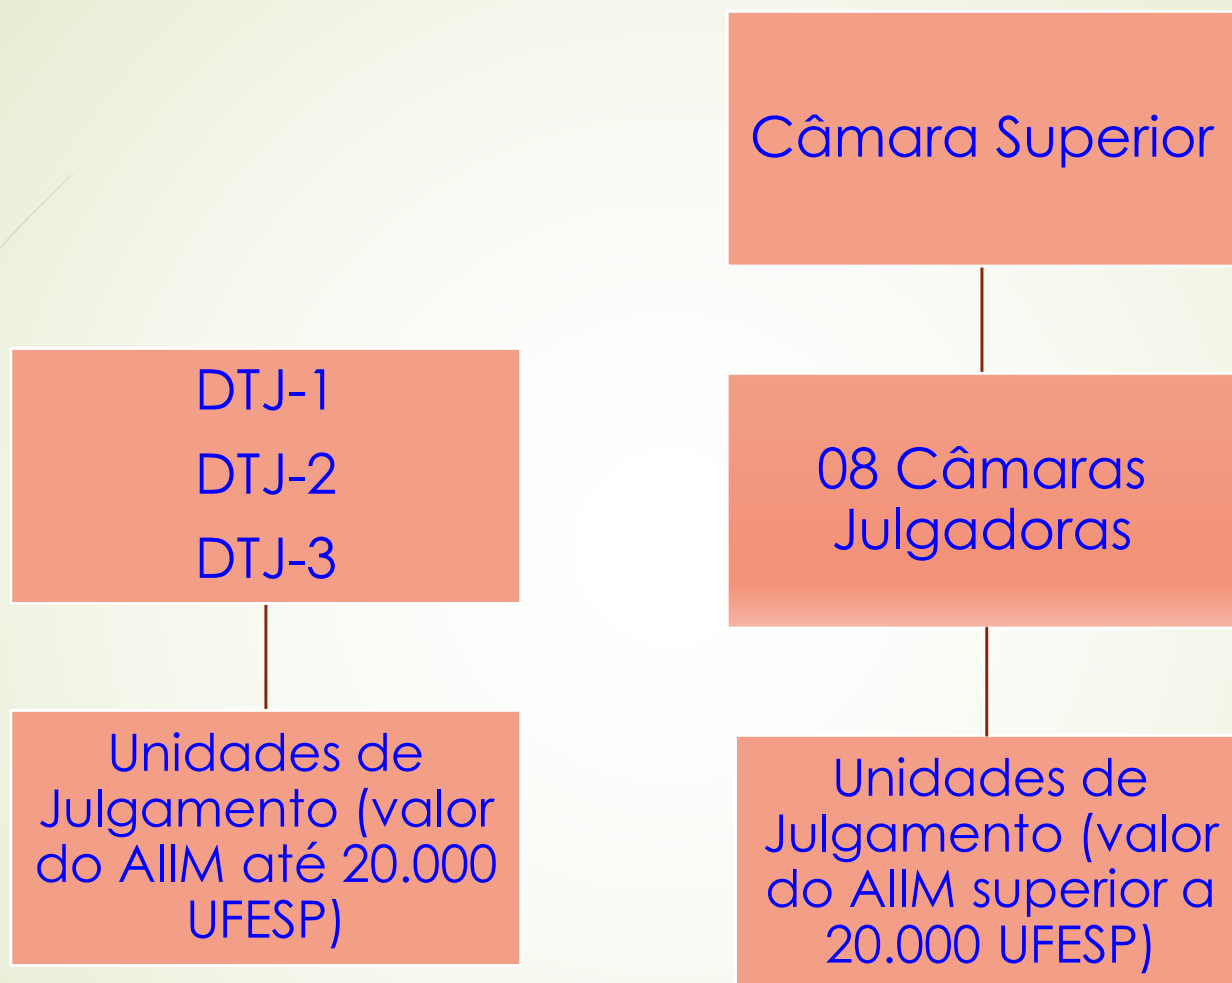 Câmara Superior
DTJ-1
DTJ-2
DTJ-3
08 Câmaras
Julgadoras
Unidades de
Julgamento (valor
do AIIM até 20.000
UFESP)
Unidades de
Julgamento (valor
do AIIM superior a
20.000 UFESP)